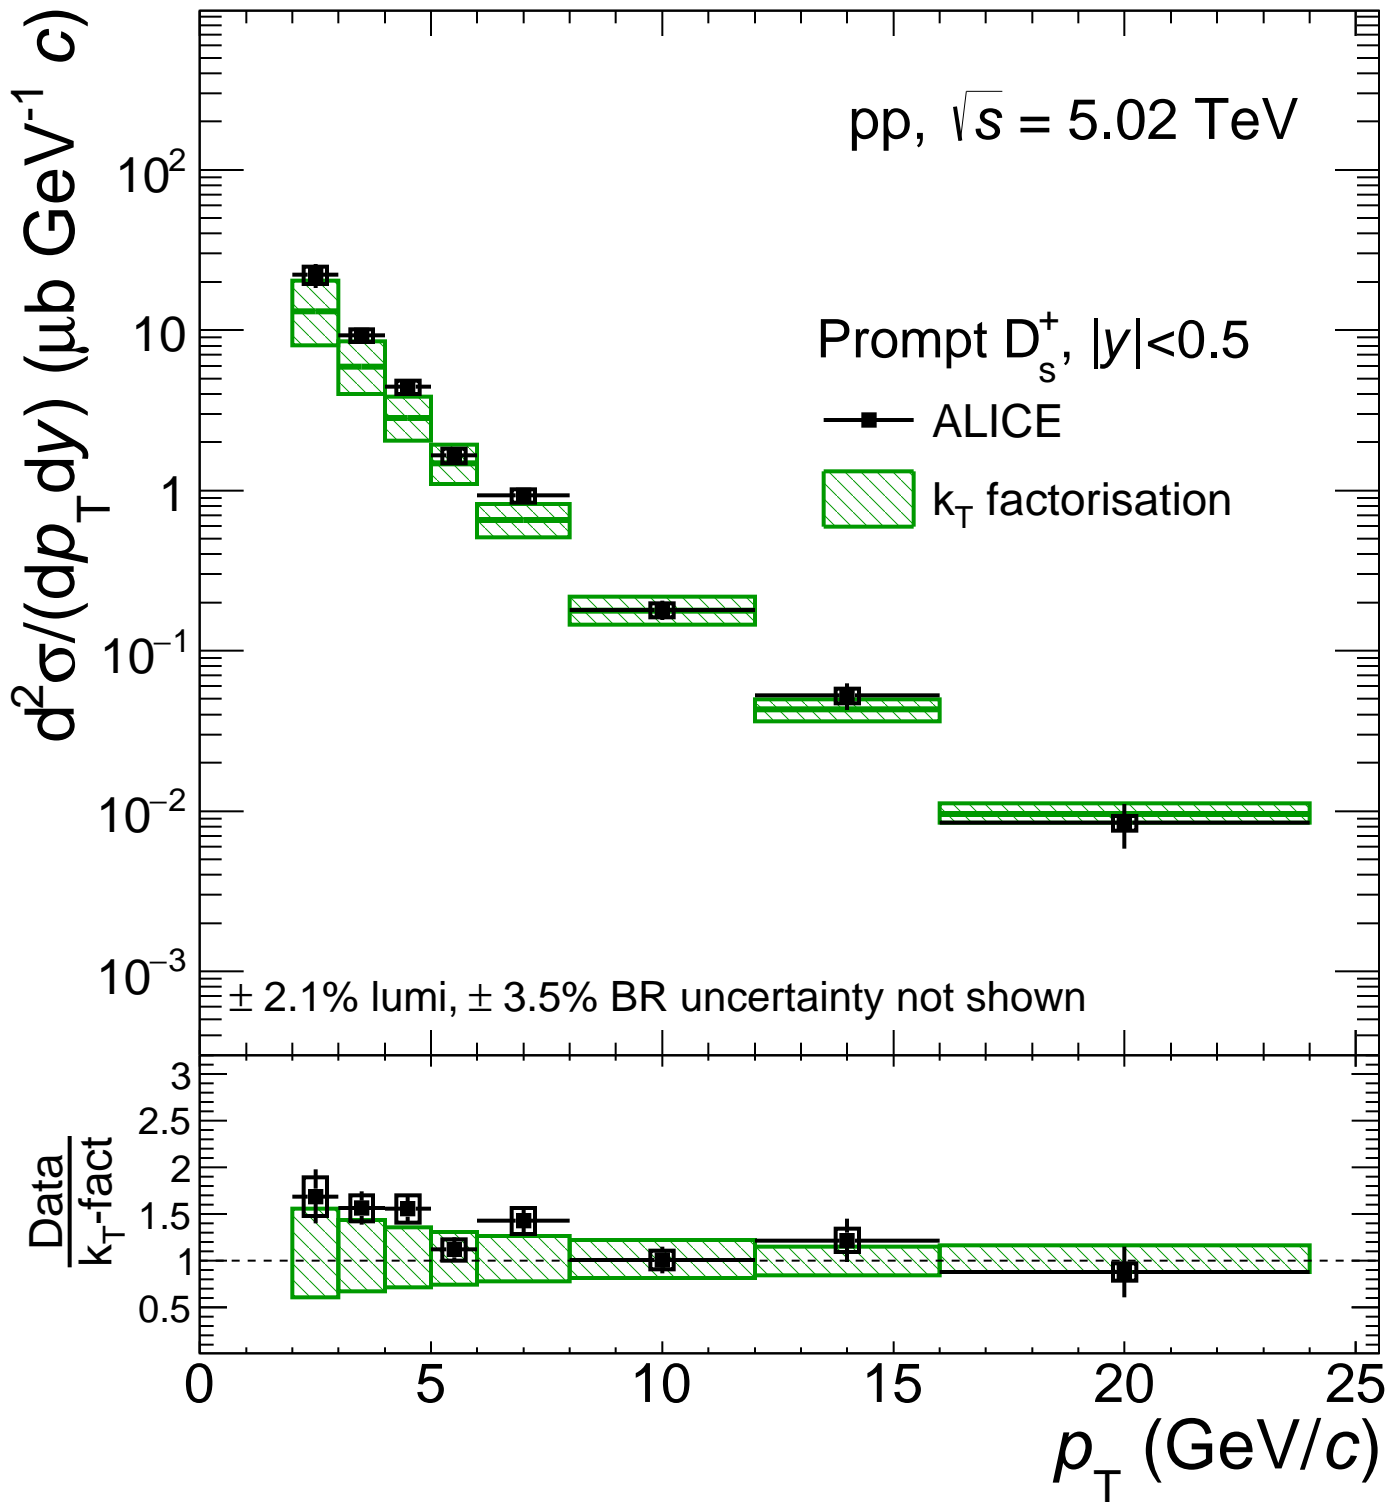 d²σ/(dp_T dy) (μb GeV⁻¹ c)
pp, √s = 5.02 TeV
10²
10
1
10⁻¹
10⁻²
10⁻³
Prompt D_s⁺, |y|<0.5
ALICE
k_T factorisation
± 2.1% lumi, ± 3.5% BR uncertainty not shown
Data
k_T-fact
3
2.5
2
1.5
1
0.5
0 5 10 15 20 25
p_T (GeV/c)